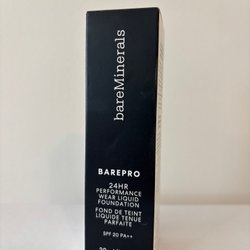 bareMinerals
BAREPRO
24HR
PERFORMANCE
WEAR LIQUID
FOUNDATION
FOND DE TEINT
LIQUIDE TENUE
PARFAITE
SPF 20 PA++